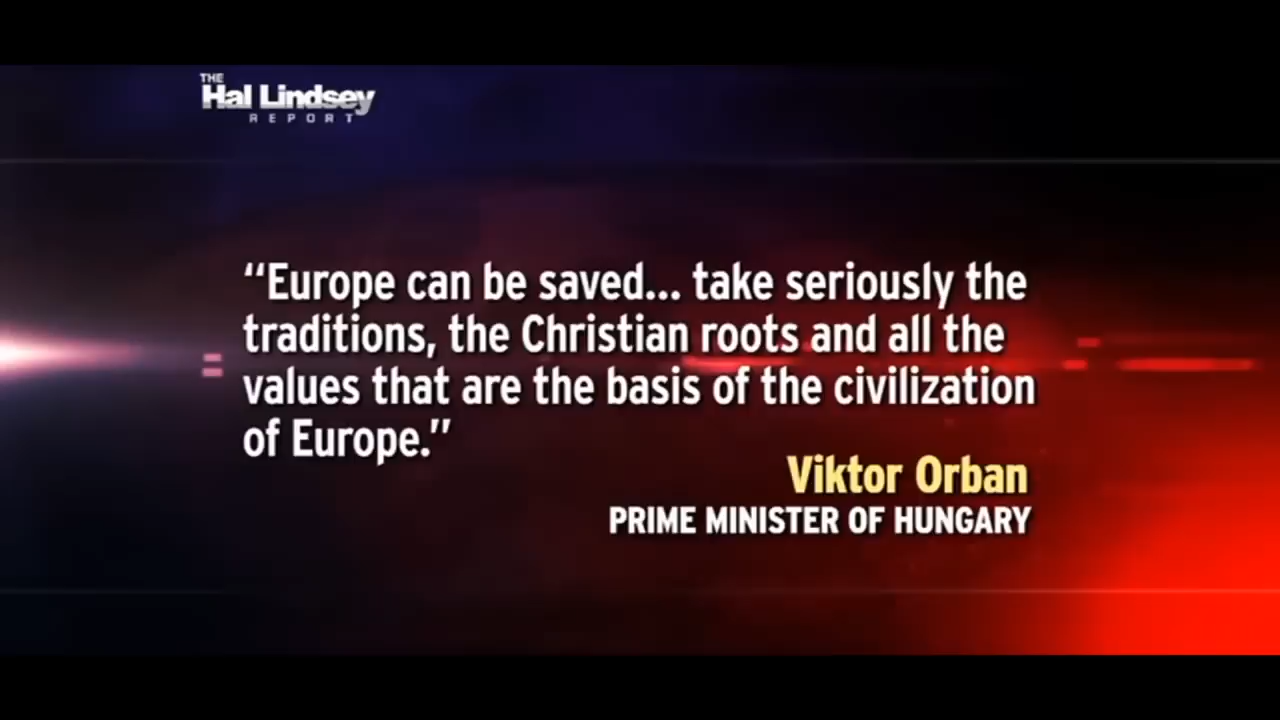 THE
Hal Lindsey
REPORT
“Europe can be saved... take seriously the
traditions, the Christian roots and all the
values that are the basis of the civilization
of Europe.”
Viktor Orban
PRIME MINISTER OF HUNGARY